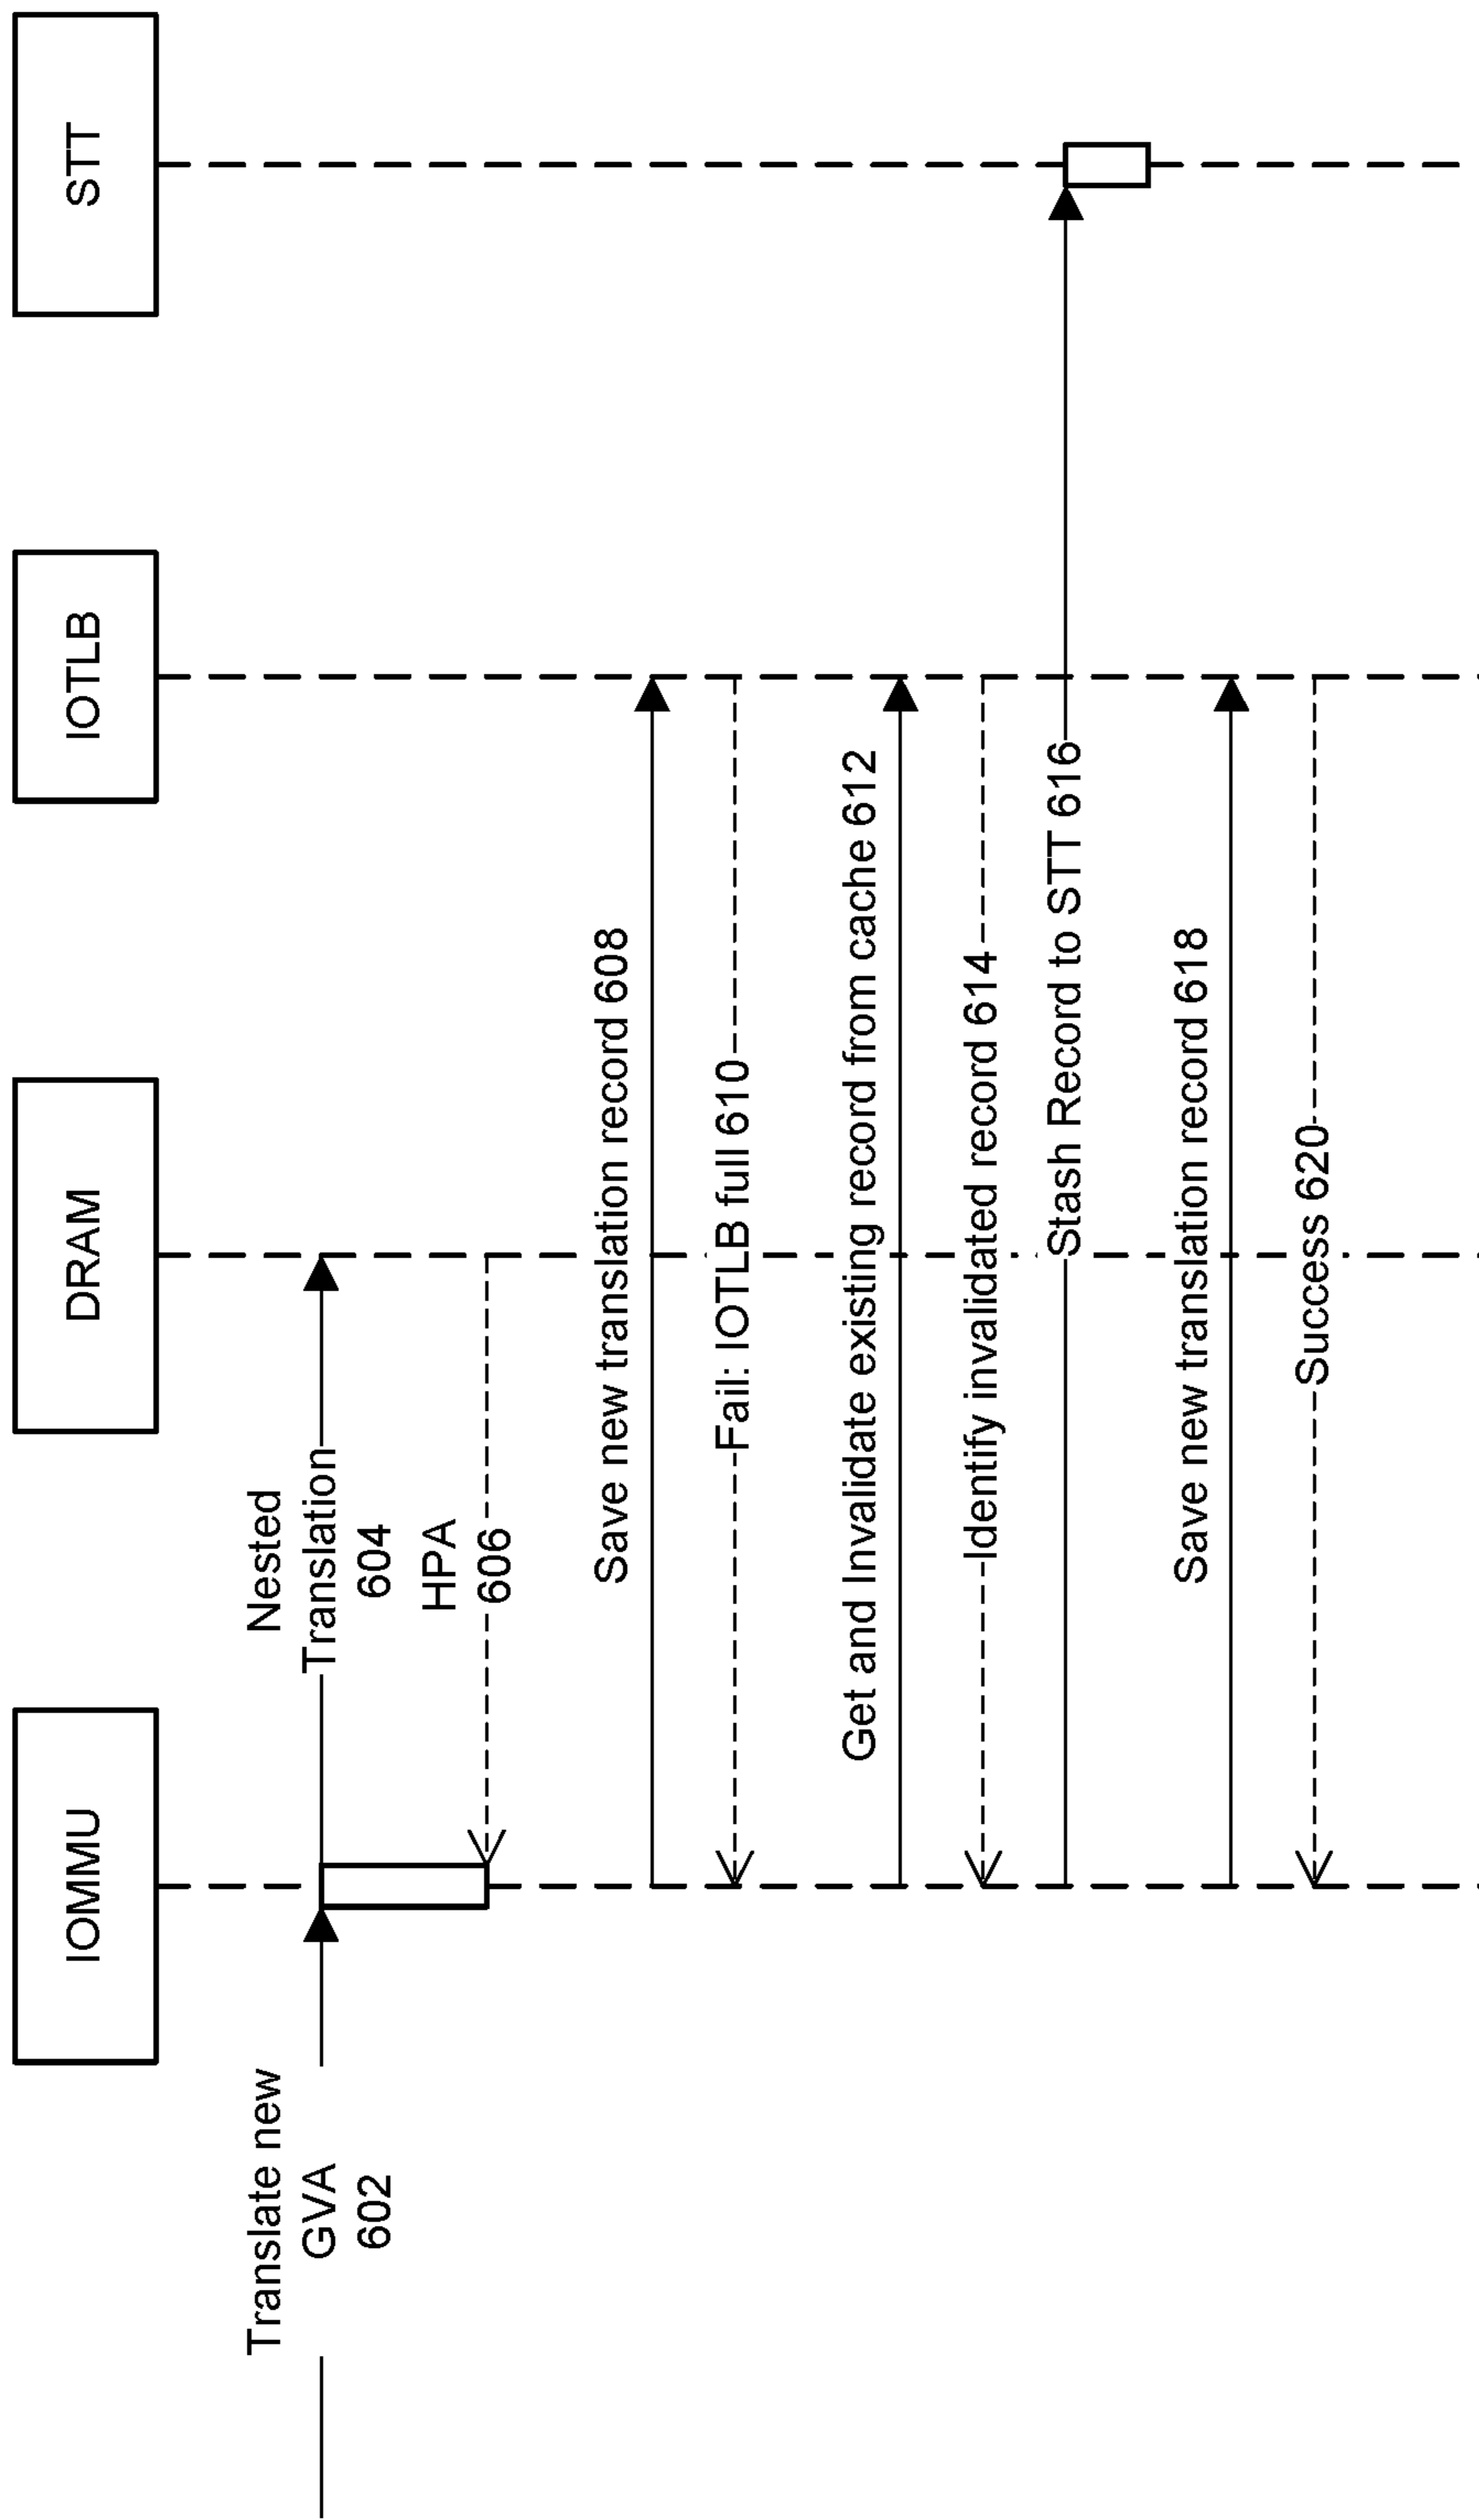 IOMMU
DRAM
IOTLB
STT
Translate new
GVA
602
Nested
Translation
604
HPA
606
Save new translation record 608
Fail: IOTLB full 610
Get and Invalidate existing record from cache 612
Identify invalidated record 614
Stash Record to STT 616
Save new translation record 618
Success 620